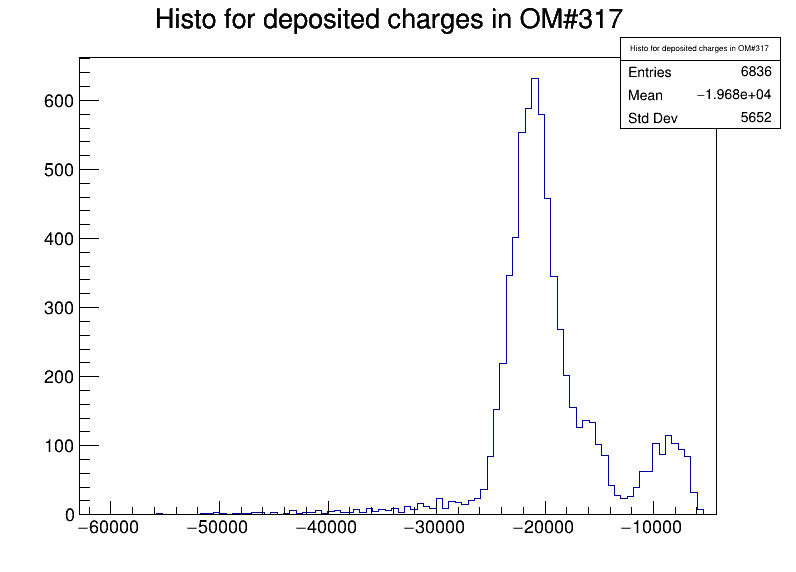 Histo for deposited charges in OM#317
Histo for deposited charges in OM#317
Entries 6836
Mean −1.968e+04
Std Dev 5652
600
500
400
300
200
100
0
−60000 −50000 −40000 −30000 −20000 −10000